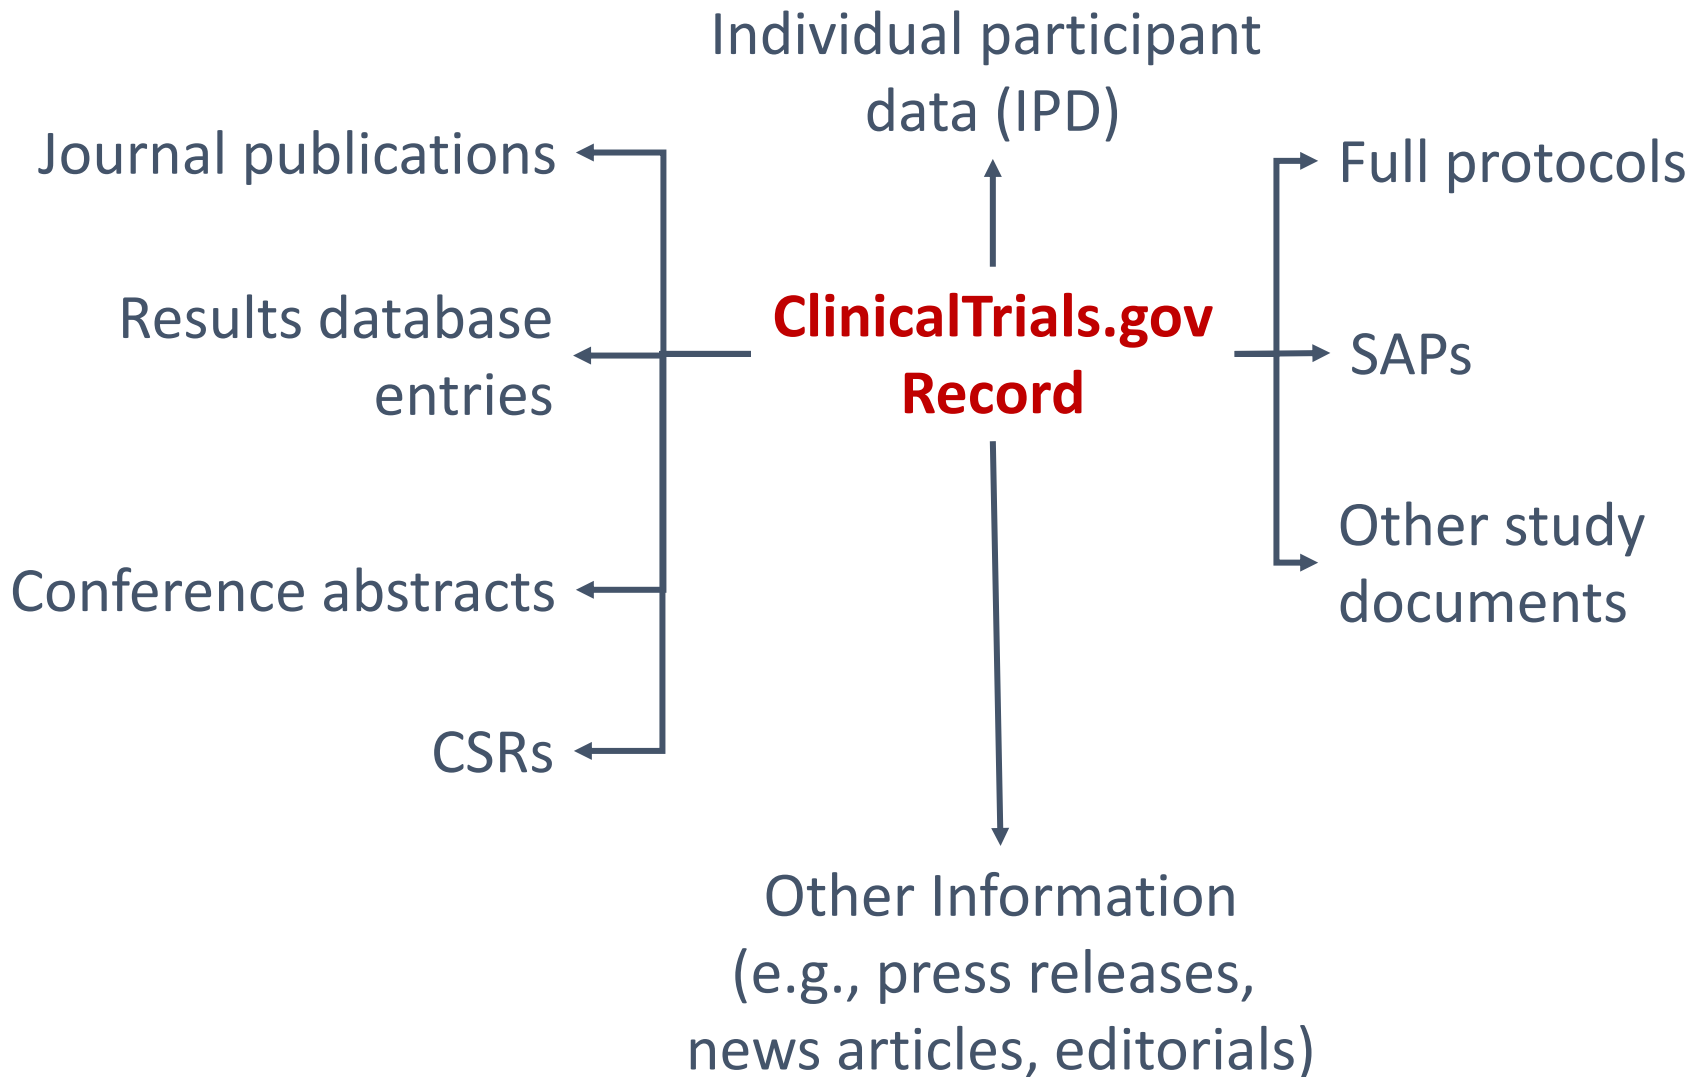 Individual participant
data (IPD)
Journal publications
Full protocols
Results database
entries
ClinicalTrials.gov
Record
SAPs
Other study
documents
Conference abstracts
CSRs
Other Information
(e.g., press releases,
news articles, editorials)